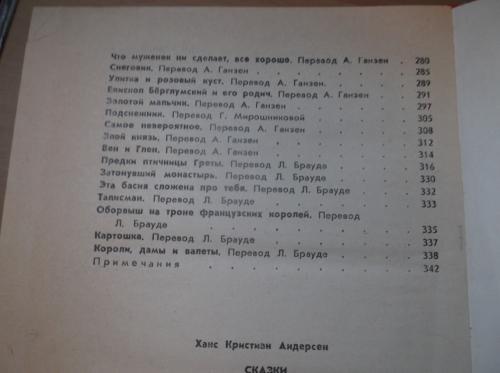 Что муженек ни сделает, все хорошо. Перевод А. Ганзен . 280
Снеговик. Перевод А. Ганзен . . . . . . . 285
Улитка и розовый куст. Перевод А. Ганзен. . . . 289
Епископ Бёрглумский и его родич. Перевод А. Ганзен . 291
Золотой мальчик. Перевод А. Ганзен . . . . . 297
Подснежник. Перевод Г. Мирошниковой . . . . 305
Самое невероятное. Перевод А. Ганзен . . . . 308
Злой князь. Перевод А. Ганзен . . . . . . 312
Вен и Глен. Перевод А. Ганзен . . . . . . 314
Предки птичницы Греты. Перевод Л. Брауде . . . 316
Затонувший монастырь. Перевод Л. Брауде . . . 330
Эта басня сложена про тебя. Перевод Л. Брауде . . 332
Талисман. Перевод Л. Брауде . . . . . . 333
Оборвыш на троне французских королей. Перевод
Л. Брауде . . . . . . . . . 335
Картошка. Перевод Л. Брауде . . . . . . 337
Короли, дамы и валеты. Перевод Л. Брауде . . . 338
Примечания . . . . . . . . . 342
Ханс Кристиан Андерсен
СКАЗКИ